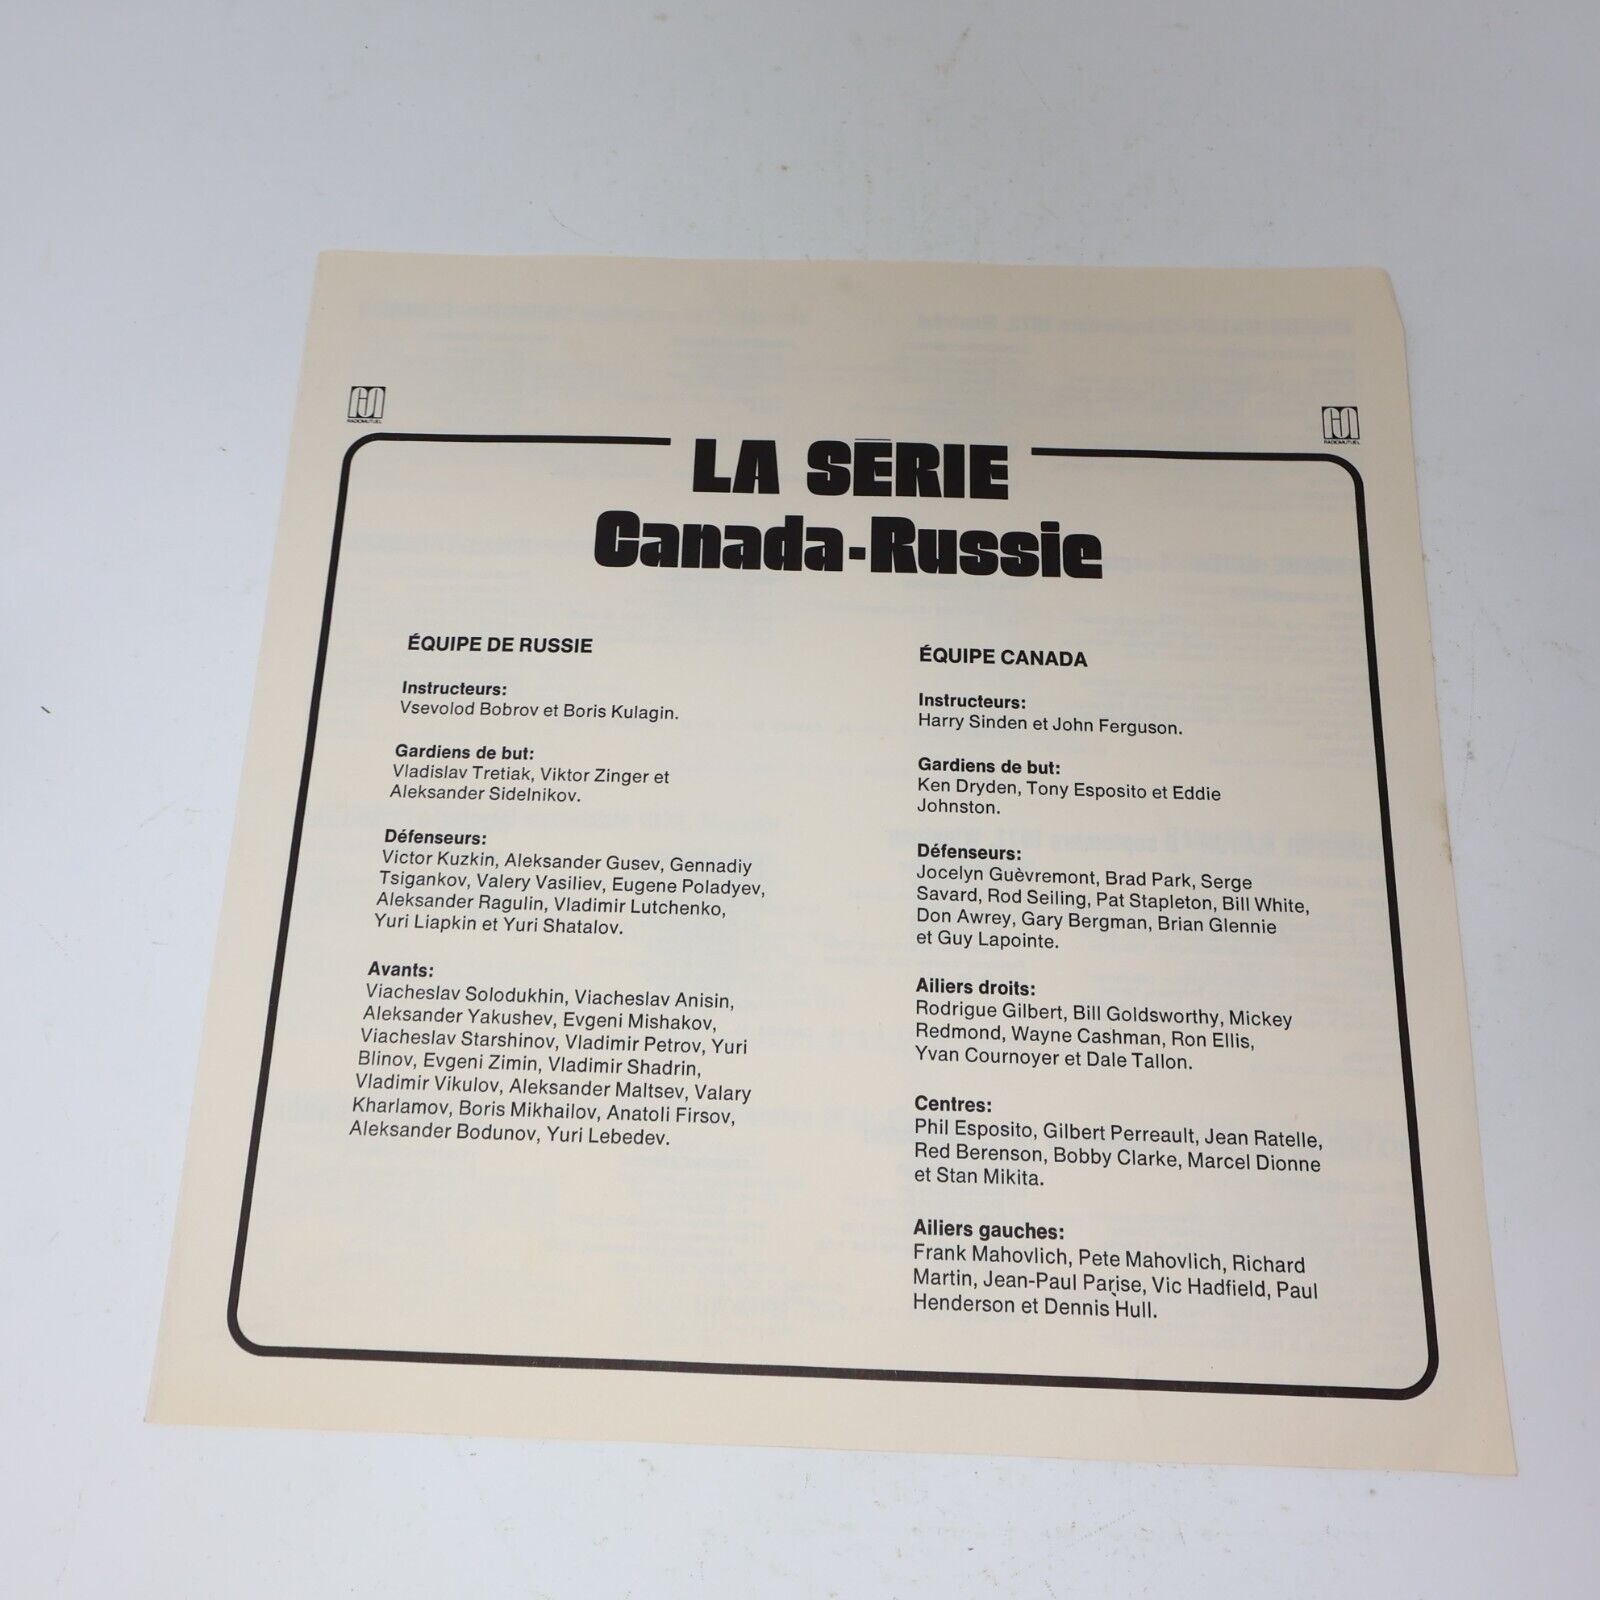 RADIOMUTUEL
RADIOMUTUEL
LA SÉRIE
Canada-Russie
ÉQUIPE DE RUSSIE
Instructeurs:
Vsevolod Bobrov et Boris Kulagin.
Gardiens de but:
Vladislav Tretiak, Viktor Zinger et
Aleksander Sidelnikov.
Défenseurs:
Victor Kuzkin, Aleksander Gusev, Gennadiy
Tsigankov, Valery Vasiliev, Eugene Poladyev,
Aleksander Ragulin, Vladimir Lutchenko,
Yuri Liapkin et Yuri Shatalov.
Avants:
Viacheslav Solodukhin, Viacheslav Anisin,
Aleksander Yakushev, Evgeni Mishakov,
Viacheslav Starshinov, Vladimir Petrov, Yuri
Blinov, Evgeni Zimin, Vladimir Shadrin,
Vladimir Vikulov, Aleksander Maltsev, Valary
Kharlamov, Boris Mikhailov, Anatoli Firsov,
Aleksander Bodunov, Yuri Lebedev.
ÉQUIPE CANADA
Instructeurs:
Harry Sinden et John Ferguson.
Gardiens de but:
Ken Dryden, Tony Esposito et Eddie
Johnston.
Défenseurs:
Jocelyn Guèvremont, Brad Park, Serge
Savard, Rod Seiling, Pat Stapleton, Bill White,
Don Awrey, Gary Bergman, Brian Glennie
et Guy Lapointe.
Ailiers droits:
Rodrigue Gilbert, Bill Goldsworthy, Mickey
Redmond, Wayne Cashman, Ron Ellis,
Yvan Cournoyer et Dale Tallon.
Centres:
Phil Esposito, Gilbert Perreault, Jean Ratelle,
Red Berenson, Bobby Clarke, Marcel Dionne
et Stan Mikita.
Ailiers gauches:
Frank Mahovlich, Pete Mahovlich, Richard
Martin, Jean-Paul Parise, Vic Hadfield, Paul
Henderson et Dennis Hull.